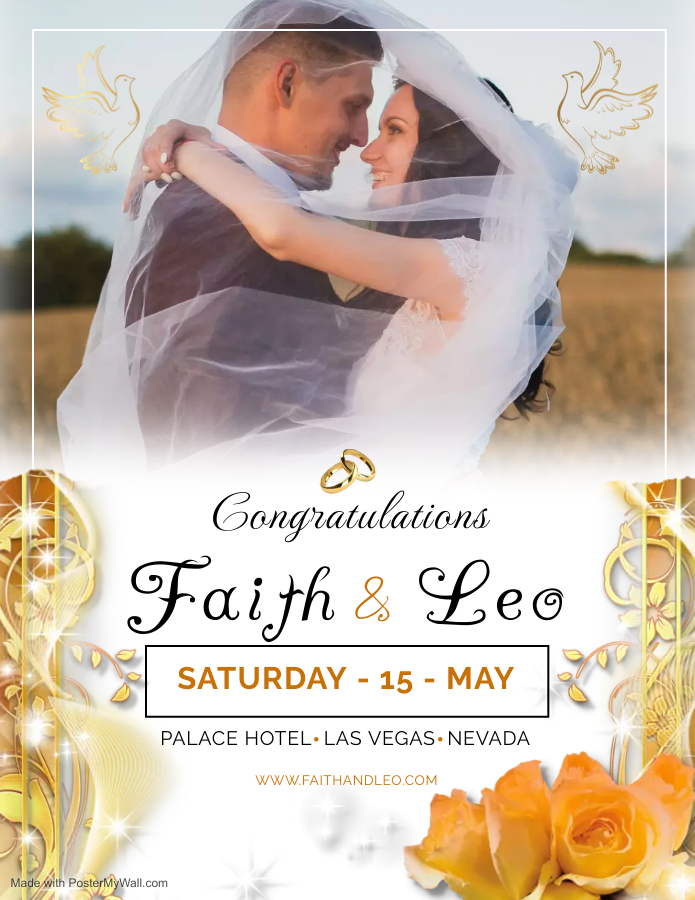 Congratulations
Faith & Leo
SATURDAY - 15 - MAY
PALACE HOTEL • LAS VEGAS • NEVADA
WWW.FAITHANDLEO.COM
Made with PosterMyWall.com